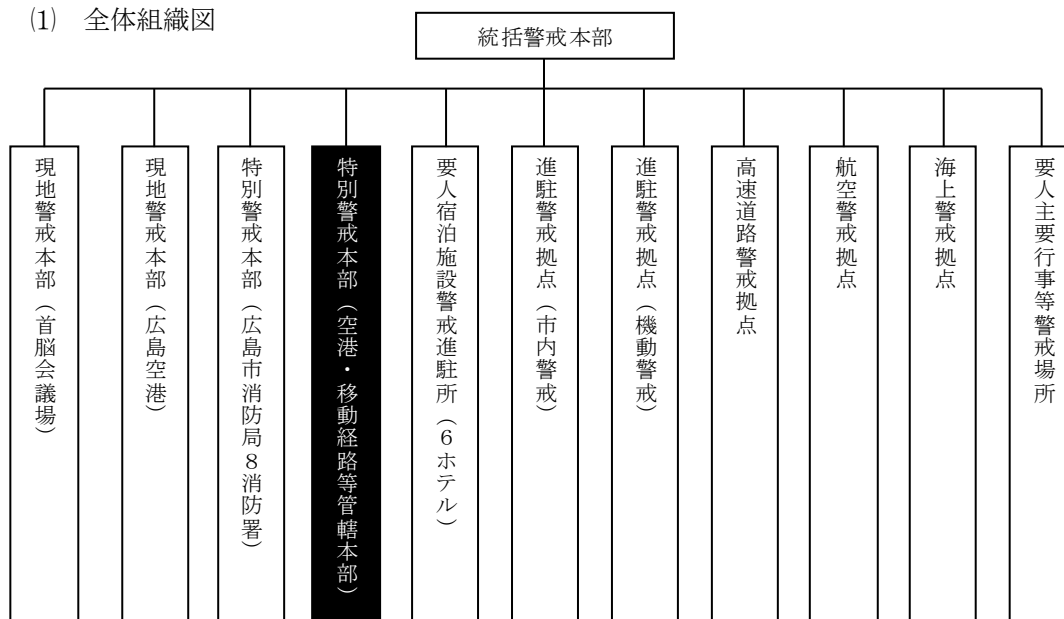 ⑴ 全体組織図
統括警戒本部
現地警戒本部（首脳会議場）
現地警戒本部（広島空港）
特別警戒本部（広島市消防局８消防署）
特別警戒本部（空港・移動経路等管轄本部）
要人宿泊施設警戒進駐所（６ホテル）
進駐警戒拠点（市内警戒）
進駐警戒拠点（機動警戒）
高速道路警戒拠点
航空警戒拠点
海上警戒拠点
要人主要行事等警戒場所